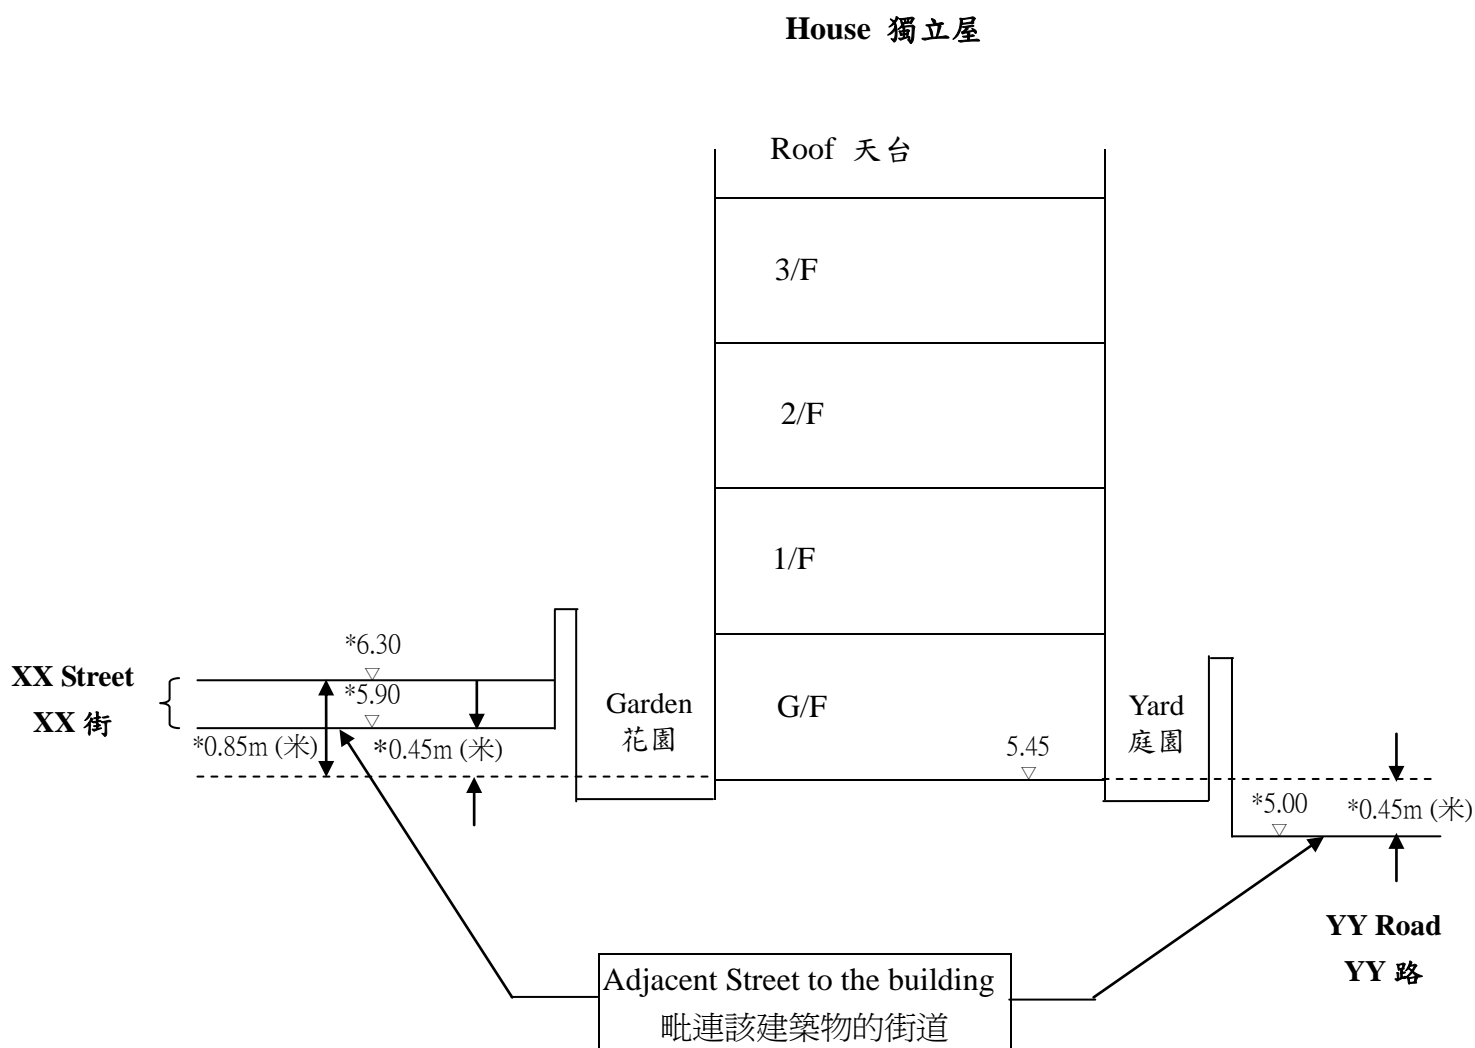 House 獨立屋
Roof 天台
3/F
2/F
1/F
*6.30
XX Street
XX 街
*5.90
*0.85m (米)
*0.45m (米)
Garden
花園
G/F
5.45
Yard
庭園
*5.00
*0.45m (米)
YY Road
YY 路
Adjacent Street to the building
毗連該建築物的街道